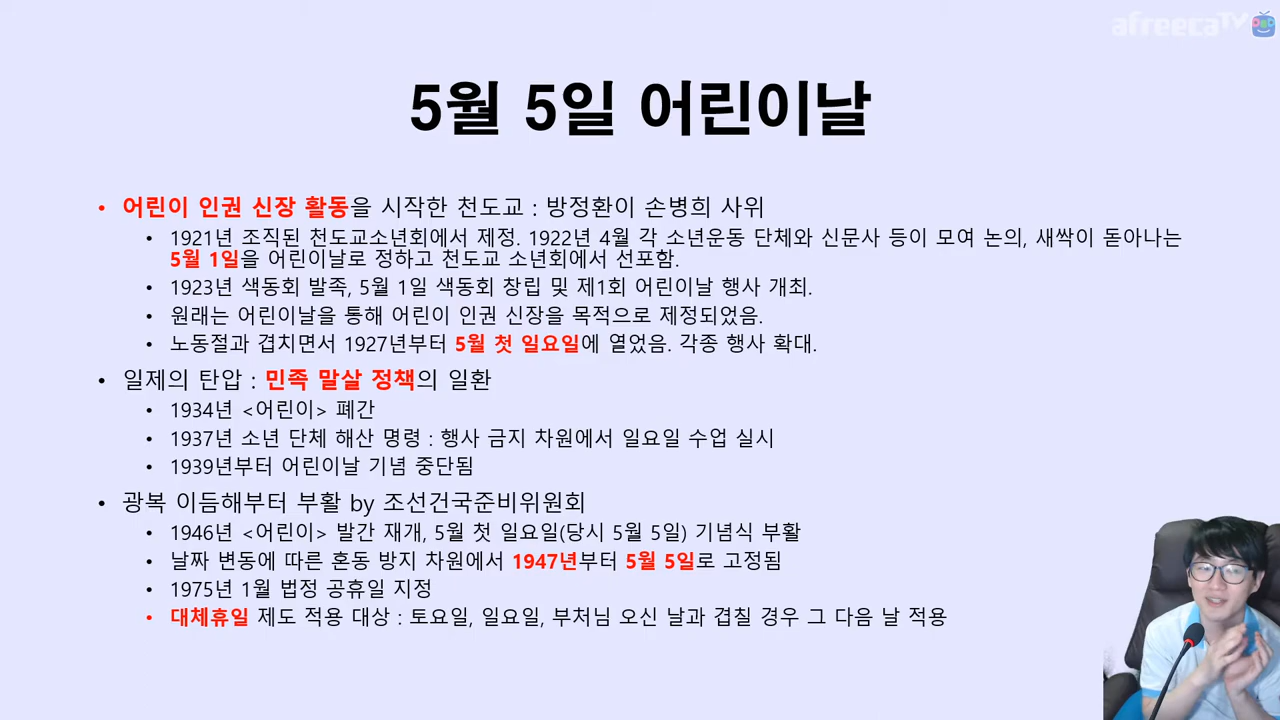 afreecaTV
5월 5일 어린이날
• 어린이 인권 신장 활동을 시작한 천도교 : 방정환이 손병희 사위
• 1921년 조직된 천도교소년회에서 제정. 1922년 4월 각 소년운동 단체와 신문사 등이 모여 논의, 새싹이 돋아나는
5월 1일을 어린이날로 정하고 천도교 소년회에서 선포함.
• 1923년 색동회 발족, 5월 1일 색동회 창립 및 제1회 어린이날 행사 개최.
• 원래는 어린이날을 통해 어린이 인권 신장을 목적으로 제정되었음.
• 노동절과 겹치면서 1927년부터 5월 첫 일요일에 열었음. 각종 행사 확대.
• 일제의 탄압 : 민족 말살 정책의 일환
• 1934년 <어린이> 폐간
• 1937년 소년 단체 해산 명령 : 행사 금지 차원에서 일요일 수업 실시
• 1939년부터 어린이날 기념 중단됨
• 광복 이듬해부터 부활 by 조선건국준비위원회
• 1946년 <어린이> 발간 재개, 5월 첫 일요일(당시 5월 5일) 기념식 부활
• 날짜 변동에 따른 혼동 방지 차원에서 1947년부터 5월 5일로 고정됨
• 1975년 1월 법정 공휴일 지정
• 대체휴일 제도 적용 대상 : 토요일, 일요일, 부처님 오신 날과 겹칠 경우 그 다음 날 적용